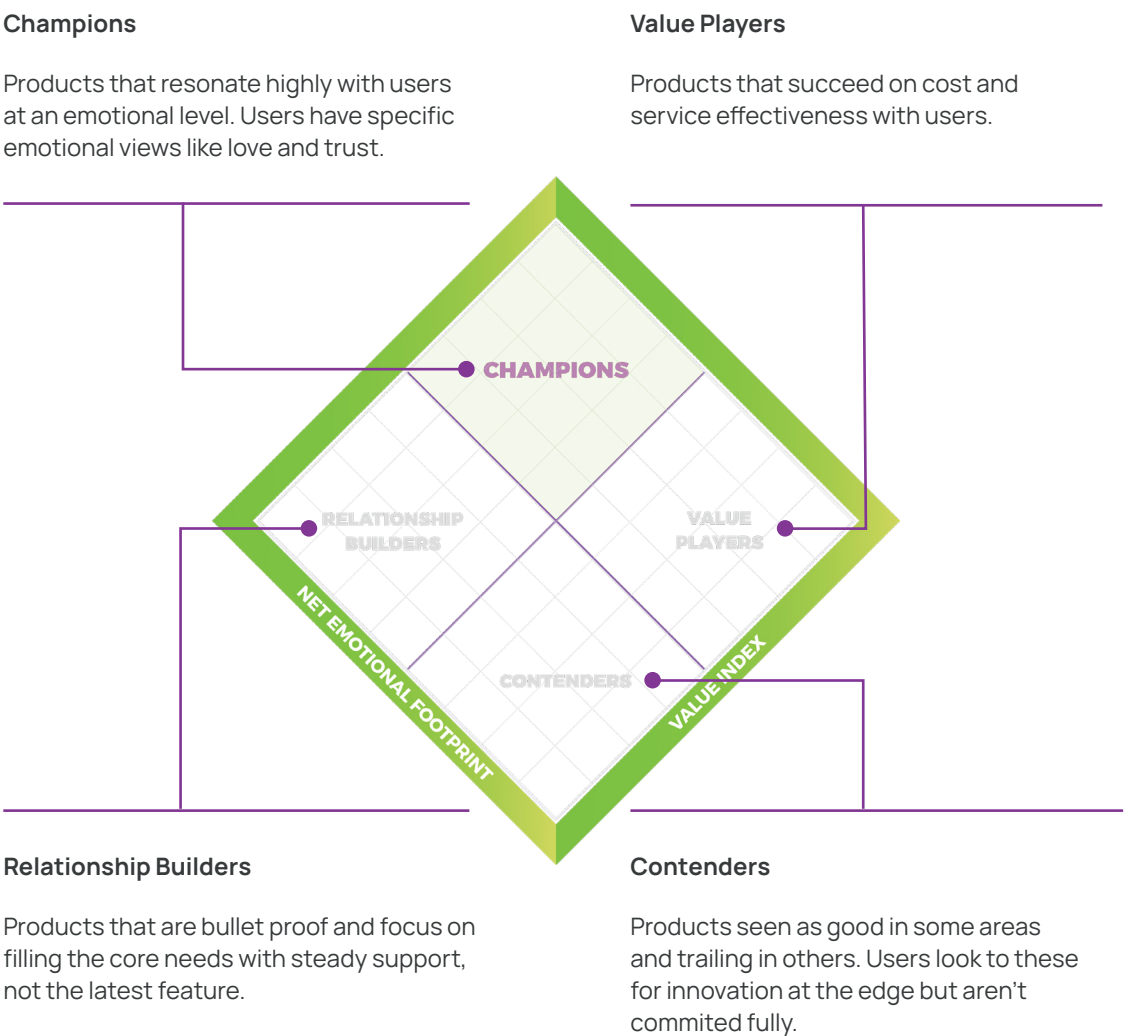 Champions
Products that resonate highly with users
at an emotional level. Users have specific
emotional views like love and trust.
Value Players
Products that succeed on cost and
service effectiveness with users.
CHAMPIONS
RELATIONSHIP
BUILDERS
VALUE
PLAYERS
CONTENDERS
NET EMOTIONAL FOOTPRINT
VALUE INDEX
Relationship Builders
Products that are bullet proof and focus on
filling the core needs with steady support,
not the latest feature.
Contenders
Products seen as good in some areas
and trailing in others. Users look to these
for innovation at the edge but aren't
commited fully.